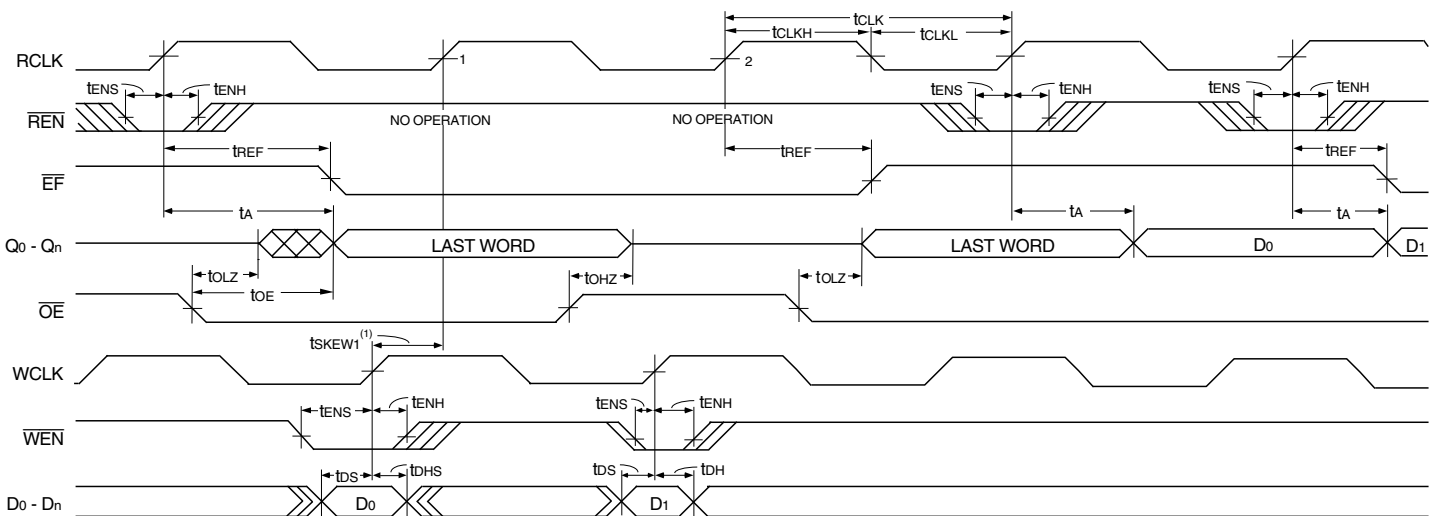 tCLK
tCLKH tCLKL
RCLK 1 2
tENS tENH tENS tENH tENS tENH
REN NO OPERATION NO OPERATION
tREF tREF tREF
EF
tA tA tA
Q0 - Qn LAST WORD LAST WORD D0 D1
tOLZ tOHZ tOLZ
tOE
OE
tSKEW1(1)
WCLK
tENS tENH tENS tENH
WEN
tDS tDHS tDS tDH
D0 - Dn D0 D1